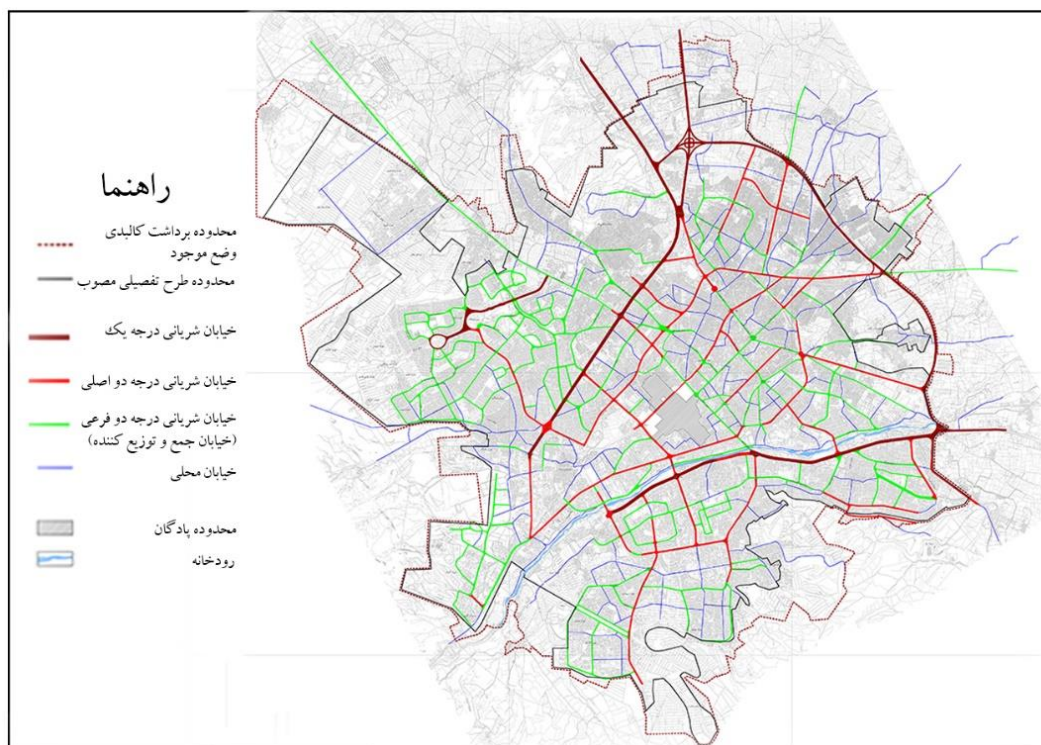 راهنما
محدوده برداشت کالبدی
وضع موجود
محدوده طرح تفصیلی مصوب
خیابان شریانی درجه یک
خیابان شریانی درجه دو اصلی
خیابان شریانی درجه دو فرعی
(خیابان جمع و توزیع کننده)
خیابان محلی
محدوده پادگان
رودخانه